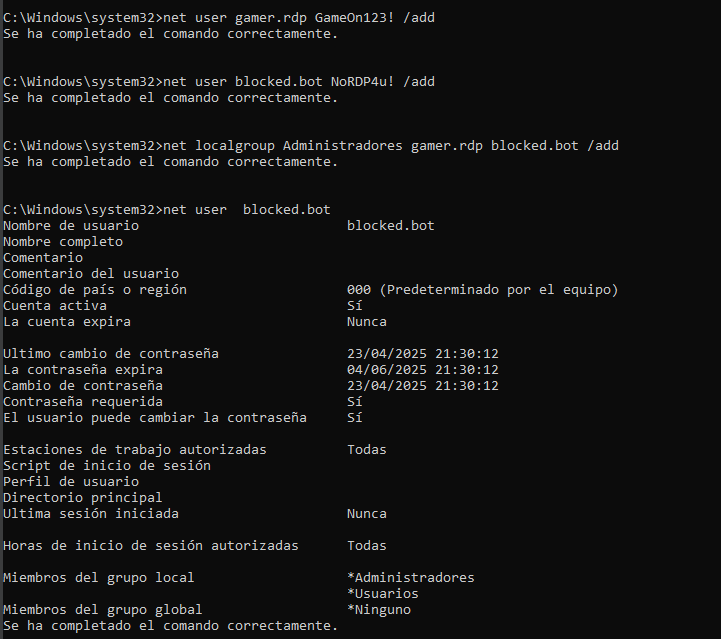 C:\Windows\system32>net user gamer.rdp GameOn123! /add
Se ha completado el comando correctamente.
C:\Windows\system32>net user blocked.bot NoRDP4u! /add
Se ha completado el comando correctamente.
C:\Windows\system32>net localgroup Administradores gamer.rdp blocked.bot /add
Se ha completado el comando correctamente.
C:\Windows\system32>net user  blocked.bot
Nombre de usuario                          blocked.bot
Nombre completo
Comentario
Comentario del usuario
Código de país o región                    000 (Predeterminado por el equipo)
Cuenta activa                              Sí
La cuenta expira                           Nunca
Ultimo cambio de contraseña                23/04/2025 21:30:12
La contraseña expira                       04/06/2025 21:30:12
Cambio de contraseña                       23/04/2025 21:30:12
Contraseña requerida                       Sí
El usuario puede cambiar la contraseña     Sí
Estaciones de trabajo autorizadas          Todas
Script de inicio de sesión
Perfil de usuario
Directorio principal
Ultima sesión iniciada                     Nunca
Horas de inicio de sesión autorizadas      Todas
Miembros del grupo local                   *Administradores
                                           *Usuarios
Miembros del grupo global                  *Ninguno
Se ha completado el comando correctamente.